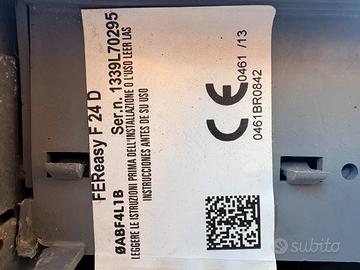 FEReasy F 24 D
ØABF4L1B Ser.n. 1339L70295
LEGGERE LE ISTRUZIONI PRIMA DELL'INSTALLAZIONE O L'USO LEER LAS
INSTRUCCIONES ANTES DE SU USO
CE
0461 /13
0461BR0842
subito